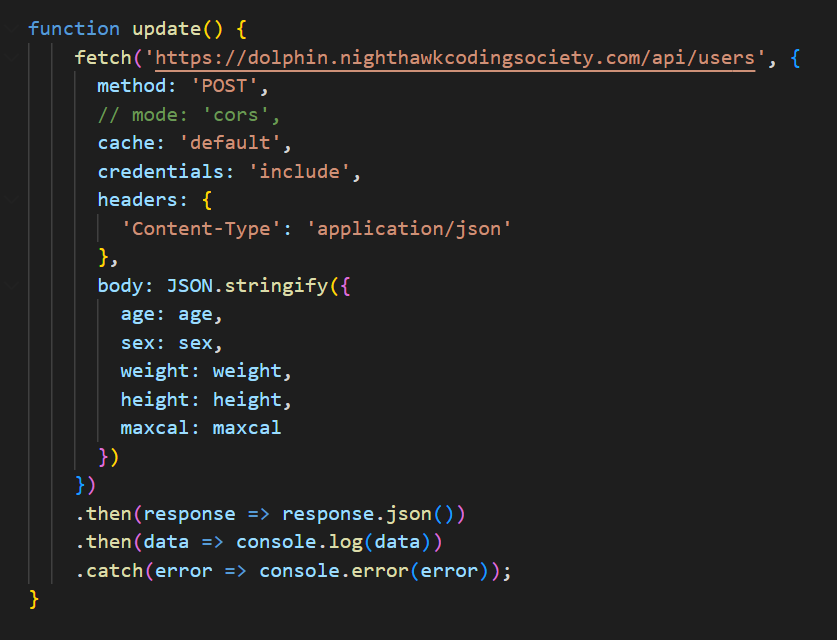 function update() {
    fetch('https://dolphin.nighthawkcodingsociety.com/api/users', {
      method: 'POST',
      // mode: 'cors',
      cache: 'default',
      credentials: 'include',
      headers: {
        'Content-Type': 'application/json'
      },
      body: JSON.stringify({
        age: age,
        sex: sex,
        weight: weight,
        height: height,
        maxcal: maxcal
      })
    })
    .then(response => response.json())
    .then(data => console.log(data))
    .catch(error => console.error(error));
}